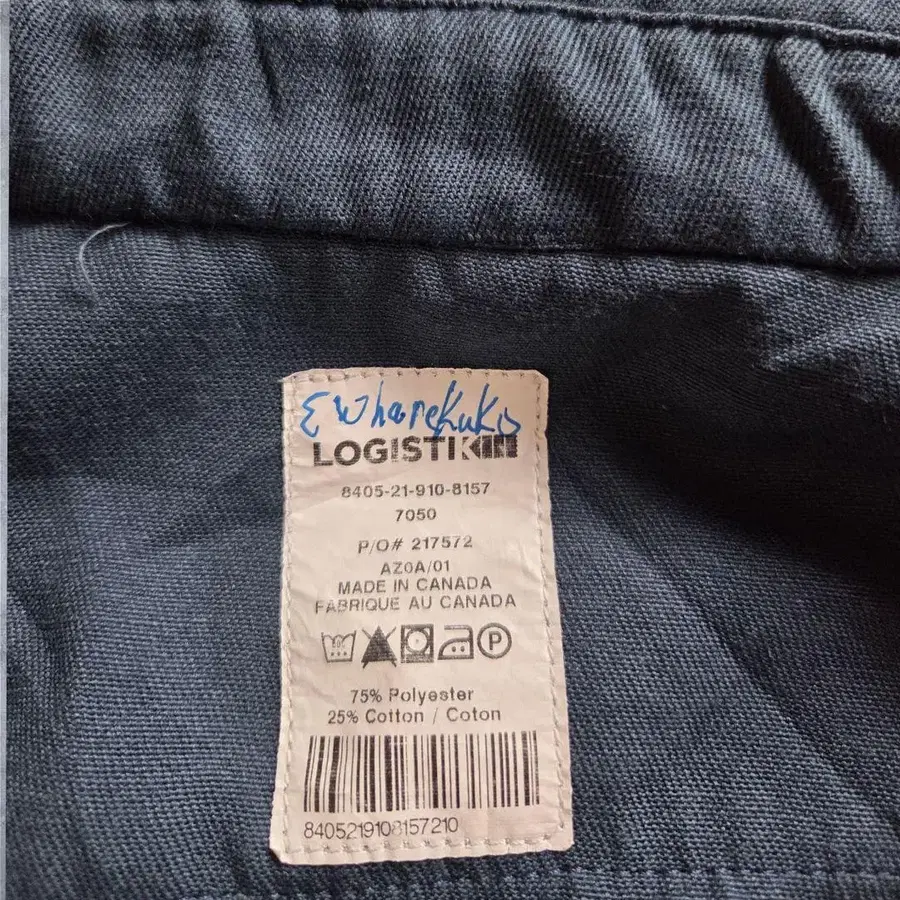 E Wharekuko
LOGISTIK
8405-21-910-8157
7050
P/O# 217572
AZ0A/01
MADE IN CANADA
FABRIQUE AU CANADA
P
75% Polyester
25% Cotton / Coton
8405219108157210